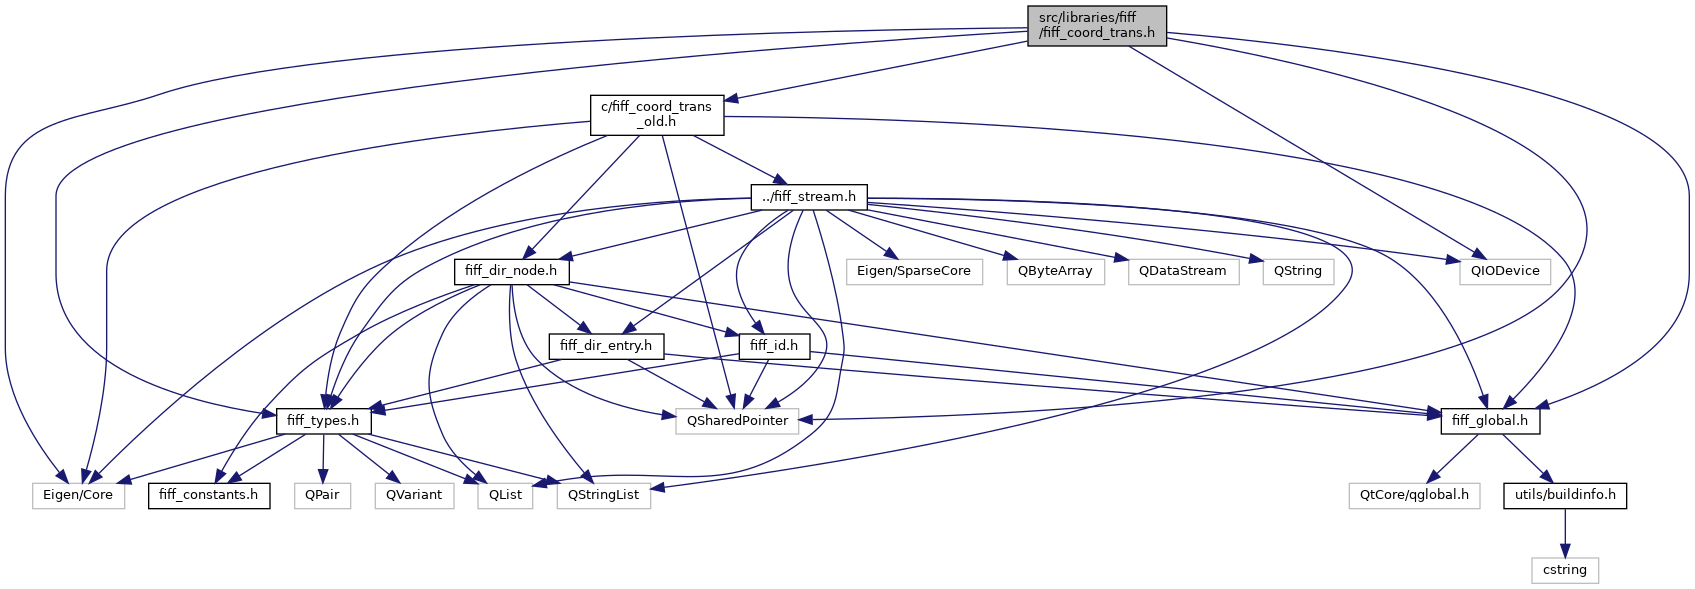 src/libraries/fiff
/fiff_coord_trans.h
c/fiff_coord_trans
_old.h
../fiff_stream.h
fiff_dir_node.h
Eigen/SparseCore
QByteArray
QDataStream
QString
QIODevice
fiff_dir_entry.h
fiff_id.h
fiff_types.h
QSharedPointer
fiff_global.h
Eigen/Core
fiff_constants.h
QPair
QVariant
QList
QStringList
QtCore/qglobal.h
utils/buildinfo.h
cstring